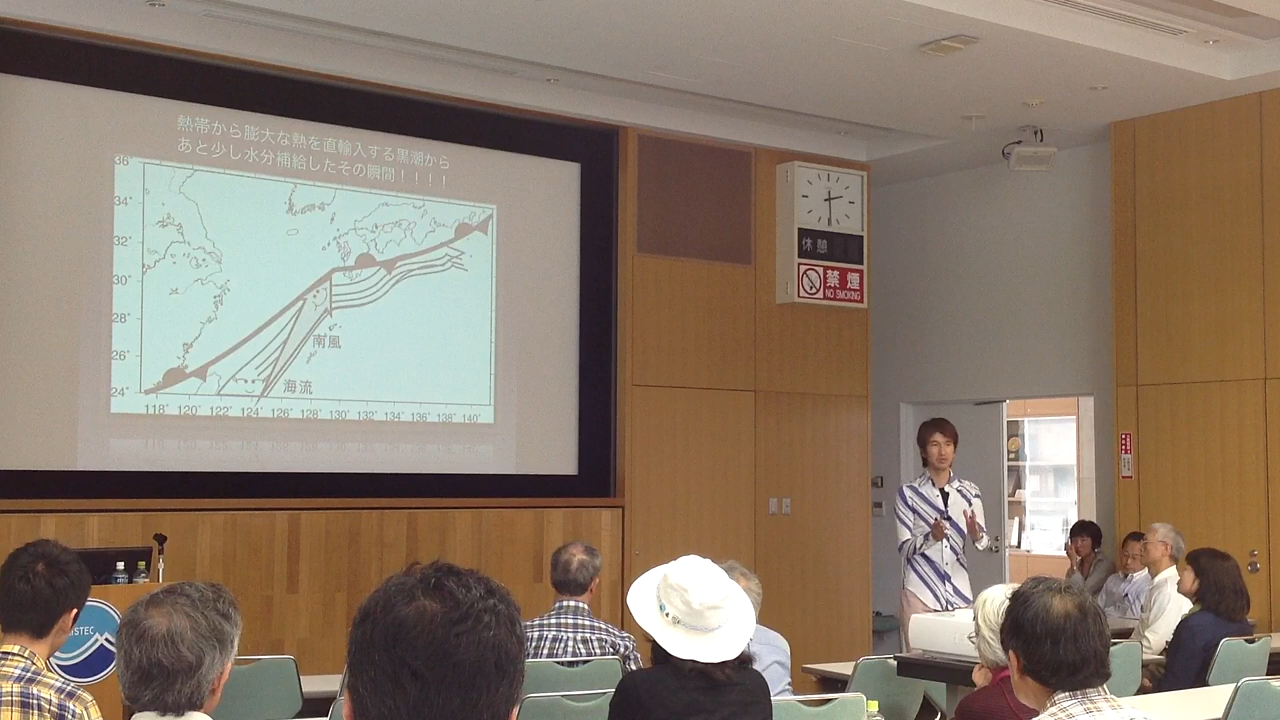 熱帯から膨大な熱を直輸入する黒潮から
あと少し水分補給したその瞬間！！！！
36°
34°
32°
30°
28°
26°
24°
南風
海流
118° 120° 122° 124° 126° 128° 130° 132° 134° 136° 138° 140°
休憩
禁煙
NO SMOKING
MSTEC